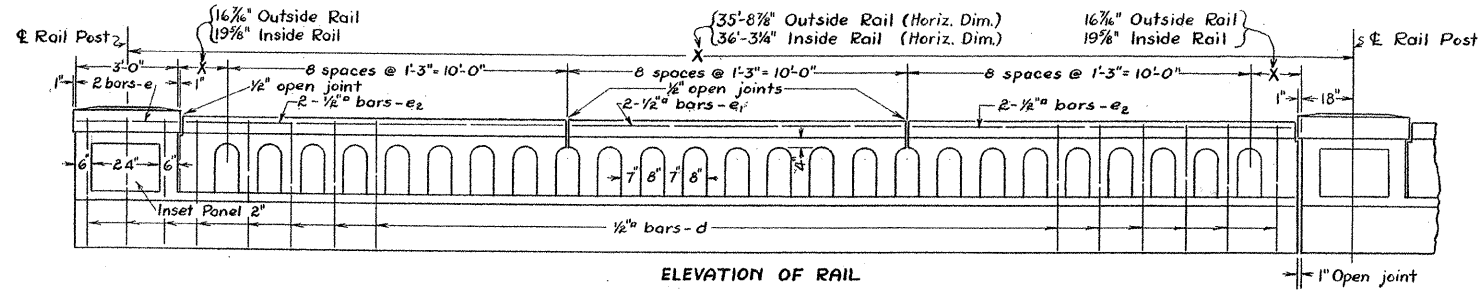 16 7/16" Outside Rail
19 5/8" Inside Rail
35'-8 7/8" Outside Rail (Horiz. Dim.)
36'-3 1/4" Inside Rail (Horiz. Dim.)
16 7/16" Outside Rail
19 5/8" Inside Rail
℄ Rail Post
X
℄ Rail Post
3'-0"
X
8 spaces @ 1'-3" = 10'-0"
8 spaces @ 1'-3" = 10'-0"
8 spaces @ 1'-3" = 10'-0"
X
1"
2 bars-e
1"
1/2" open joint
1/2" open joints
1"
18"
2-1/2"▫ bars-e2
2-1/2"▫ bars-e1
2-1/2"▫ bars-e2
6"
24"
6"
7"
8"
7"
8"
4"
Inset Panel 2"
1/2"▫ bars-d
ELEVATION OF RAIL
1" Open joint